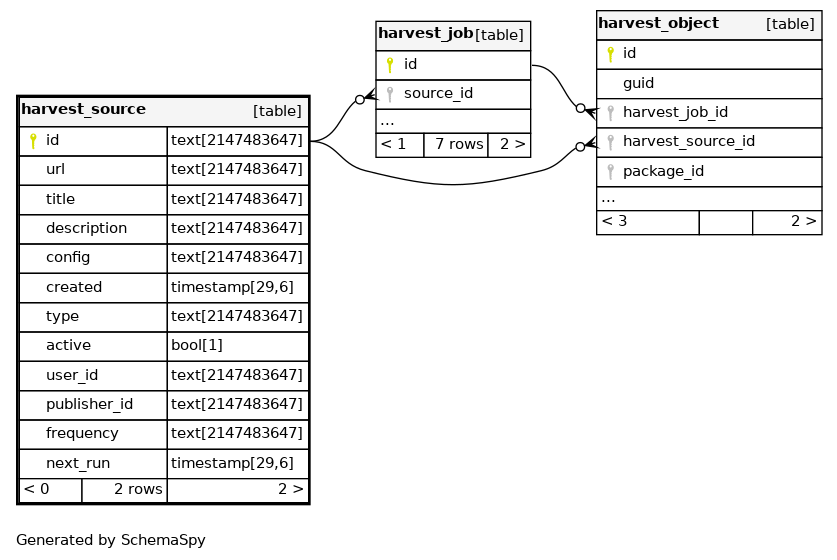 harvest_source [table]
id text[2147483647]
url text[2147483647]
title text[2147483647]
description text[2147483647]
config text[2147483647]
created timestamp[29,6]
type text[2147483647]
active bool[1]
user_id text[2147483647]
publisher_id text[2147483647]
frequency text[2147483647]
next_run timestamp[29,6]
< 0 2 rows 2 >
harvest_job [table]
id
source_id
...
< 1 7 rows 2 >
harvest_object [table]
id
guid
harvest_job_id
harvest_source_id
package_id
...
< 3 2 >
Generated by SchemaSpy